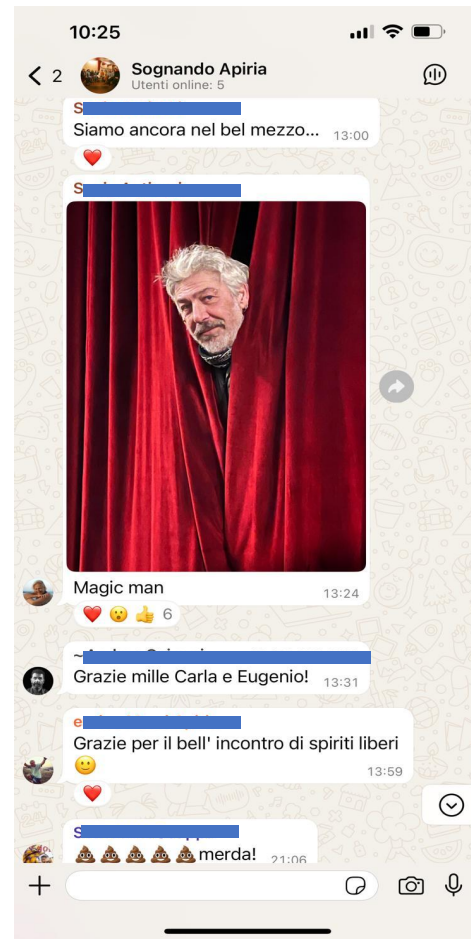 10:25
2
Sognando Apiria
Utenti online: 5
Siamo ancora nel bel mezzo... 13:00
Magic man 13:24
6
Grazie mille Carla e Eugenio! 13:31
Grazie per il bell' incontro di spiriti liberi
13:59
merda! 21:06